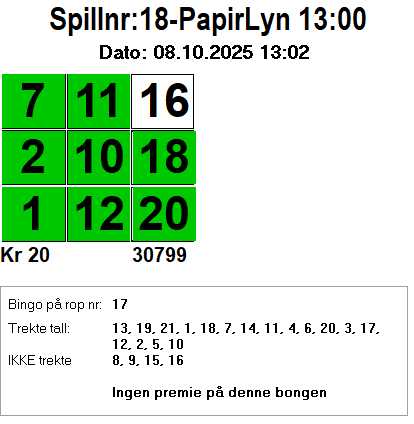 Spillnr:18-PapirLyn 13:00
Dato: 08.10.2025 13:02
7 11 16
2 10 18
1 12 20
Kr 20 30799
Bingo på rop nr: 17
Trekte tall: 13, 19, 21, 1, 18, 7, 14, 11, 4, 6, 20, 3, 17,
12, 2, 5, 10
IKKE trekte 8, 9, 15, 16
Ingen premie på denne bongen